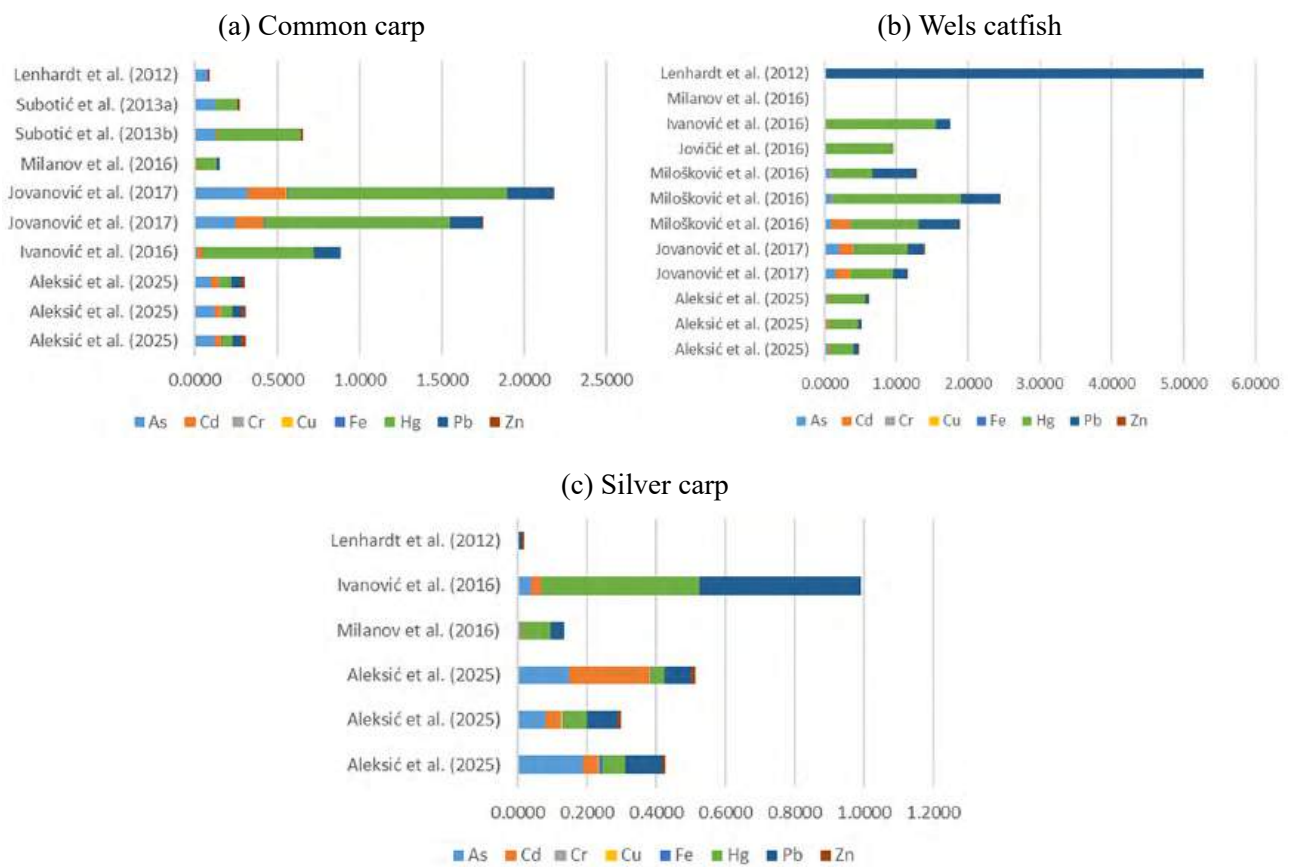 (a) Common carp
Lenhardt et al. (2012)
Subotić et al. (2013a)
Subotić et al. (2013b)
Milanov et al. (2016)
Jovanović et al. (2017)
Jovanović et al. (2017)
Ivanović et al. (2016)
Aleksić et al. (2025)
Aleksić et al. (2025)
Aleksić et al. (2025)
0.0000 0.5000 1.0000 1.5000 2.0000 2.5000
As Cd Cr Cu Fe Hg Pb Zn
(b) Wels catfish
Lenhardt et al. (2012)
Milanov et al. (2016)
Ivanović et al. (2016)
Jovičić et al. (2016)
Milošković et al. (2016)
Milošković et al. (2016)
Milošković et al. (2016)
Jovanović et al. (2017)
Jovanović et al. (2017)
Aleksić et al. (2025)
Aleksić et al. (2025)
Aleksić et al. (2025)
0.0000 1.0000 2.0000 3.0000 4.0000 5.0000 6.0000
As Cd Cr Cu Fe Hg Pb Zn
(c) Silver carp
Lenhardt et al. (2012)
Ivanović et al. (2016)
Milanov et al. (2016)
Aleksić et al. (2025)
Aleksić et al. (2025)
Aleksić et al. (2025)
0.0000 0.2000 0.4000 0.6000 0.8000 1.0000 1.2000
As Cd Cr Cu Fe Hg Pb Zn